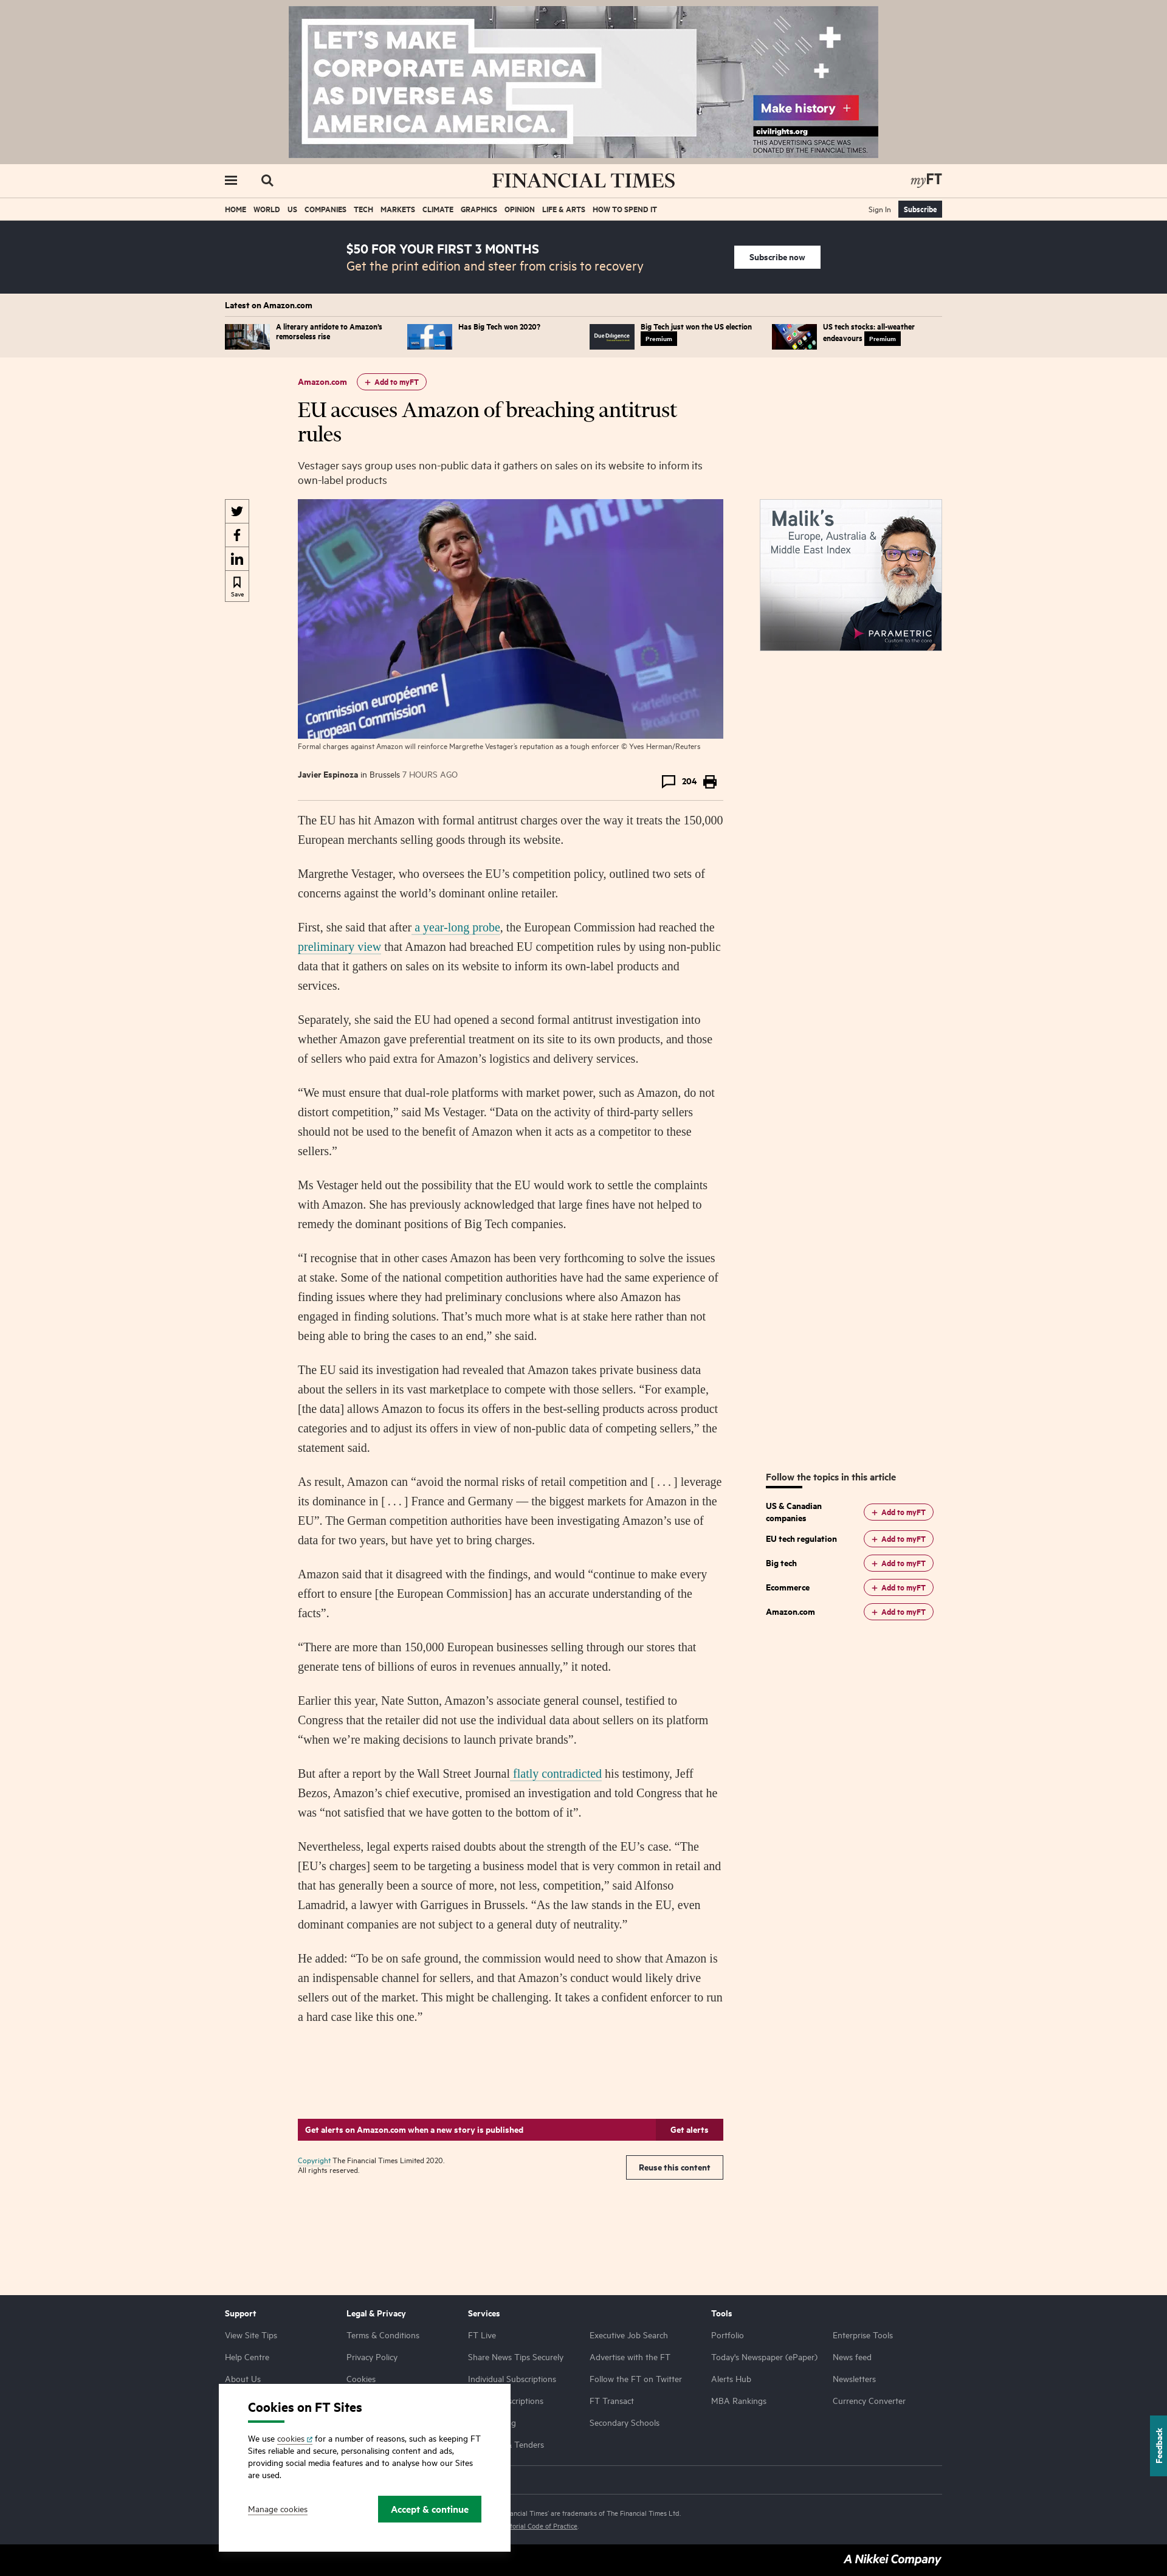 LET'S MAKE
CORPORATE AMERICA
AS DIVERSE AS
AMERICA AMERICA.
Make history +
civilrights.org
THIS ADVERTISING SPACE WAS
DONATED BY THE FINANCIAL TIMES.
FINANCIAL TIMES
myFT
HOME WORLD US COMPANIES TECH MARKETS CLIMATE GRAPHICS OPINION LIFE & ARTS HOW TO SPEND IT
Sign In Subscribe
$50 FOR YOUR FIRST 3 MONTHS
Get the print edition and steer from crisis to recovery
Subscribe now
Latest on Amazon.com
A literary antidote to Amazon's
remorseless rise
Has Big Tech won 2020?
Due Diligence
Big Tech just won the US election
Premium
US tech stocks: all-weather
endeavours Premium
Amazon.com + Add to myFT
EU accuses Amazon of breaching antitrust
rules
Vestager says group uses non-public data it gathers on sales on its website to inform its
own-label products
Save
Antitr
Commission européenne
European Commission
Kartellrecht
Malik's
Europe, Australia &
Middle East Index
PARAMETRIC
Custom to the core
Formal charges against Amazon will reinforce Margrethe Vestager's reputation as a tough enforcer © Yves Herman/Reuters
Javier Espinoza in Brussels 7 HOURS AGO
204
The EU has hit Amazon with formal antitrust charges over the way it treats the 150,000
European merchants selling goods through its website.
Margrethe Vestager, who oversees the EU's competition policy, outlined two sets of
concerns against the world's dominant online retailer.
First, she said that after a year-long probe, the European Commission had reached the
preliminary view that Amazon had breached EU competition rules by using non-public
data that it gathers on sales on its website to inform its own-label products and
services.
Separately, she said the EU had opened a second formal antitrust investigation into
whether Amazon gave preferential treatment on its site to its own products, and those
of sellers who paid extra for Amazon's logistics and delivery services.
“We must ensure that dual-role platforms with market power, such as Amazon, do not
distort competition,” said Ms Vestager. “Data on the activity of third-party sellers
should not be used to the benefit of Amazon when it acts as a competitor to these
sellers.”
Ms Vestager held out the possibility that the EU would work to settle the complaints
with Amazon. She has previously acknowledged that large fines have not helped to
remedy the dominant positions of Big Tech companies.
“I recognise that in other cases Amazon has been very forthcoming to solve the issues
at stake. Some of the national competition authorities have had the same experience of
finding issues where they had preliminary conclusions where also Amazon has
engaged in finding solutions. That's much more what is at stake here rather than not
being able to bring the cases to an end,” she said.
The EU said its investigation had revealed that Amazon takes private business data
about the sellers in its vast marketplace to compete with those sellers. “For example,
[the data] allows Amazon to focus its offers in the best-selling products across product
categories and to adjust its offers in view of non-public data of competing sellers,” the
statement said.
As result, Amazon can “avoid the normal risks of retail competition and [ . . . ] leverage
its dominance in [ . . . ] France and Germany — the biggest markets for Amazon in the
EU”. The German competition authorities have been investigating Amazon's use of
data for two years, but have yet to bring charges.
Amazon said that it disagreed with the findings, and would “continue to make every
effort to ensure [the European Commission] has an accurate understanding of the
facts”.
“There are more than 150,000 European businesses selling through our stores that
generate tens of billions of euros in revenues annually,” it noted.
Earlier this year, Nate Sutton, Amazon's associate general counsel, testified to
Congress that the retailer did not use the individual data about sellers on its platform
“when we're making decisions to launch private brands”.
But after a report by the Wall Street Journal flatly contradicted his testimony, Jeff
Bezos, Amazon's chief executive, promised an investigation and told Congress that he
was “not satisfied that we have gotten to the bottom of it”.
Nevertheless, legal experts raised doubts about the strength of the EU's case. “The
[EU's charges] seem to be targeting a business model that is very common in retail and
that has generally been a source of more, not less, competition,” said Alfonso
Lamadrid, a lawyer with Garrigues in Brussels. “As the law stands in the EU, even
dominant companies are not subject to a general duty of neutrality.”
He added: “To be on safe ground, the commission would need to show that Amazon is
an indispensable channel for sellers, and that Amazon's conduct would likely drive
sellers out of the market. This might be challenging. It takes a confident enforcer to run
a hard case like this one.”
Follow the topics in this article
US & Canadian
companies
+ Add to myFT
EU tech regulation + Add to myFT
Big tech + Add to myFT
Ecommerce + Add to myFT
Amazon.com + Add to myFT
Get alerts on Amazon.com when a new story is published Get alerts
Copyright The Financial Times Limited 2020.
All rights reserved.
Reuse this content
Support Legal & Privacy Services Tools
View Site Tips Terms & Conditions FT Live Executive Job Search Portfolio Enterprise Tools
Help Centre Privacy Policy Share News Tips Securely Advertise with the FT Today's Newspaper (ePaper) News feed
About Us Cookies Individual Subscriptions Follow the FT on Twitter Alerts Hub Newsletters
scriptions FT Transact MBA Rankings Currency Converter
g Secondary Schools
Tenders
Cookies on FT Sites
We use cookies for a number of reasons, such as keeping FT
Sites reliable and secure, personalising content and ads,
providing social media features and to analyse how our Sites
are used.
Manage cookies Accept & continue
ancial Times' are trademarks of The Financial Times Ltd.
torial Code of Practice.
Feedback
A Nikkei Company